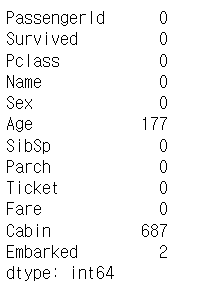 PassengerId 0
Survived 0
Pclass 0
Name 0
Sex 0
Age 177
SibSp 0
Parch 0
Ticket 0
Fare 0
Cabin 687
Embarked 2
dtype: int64